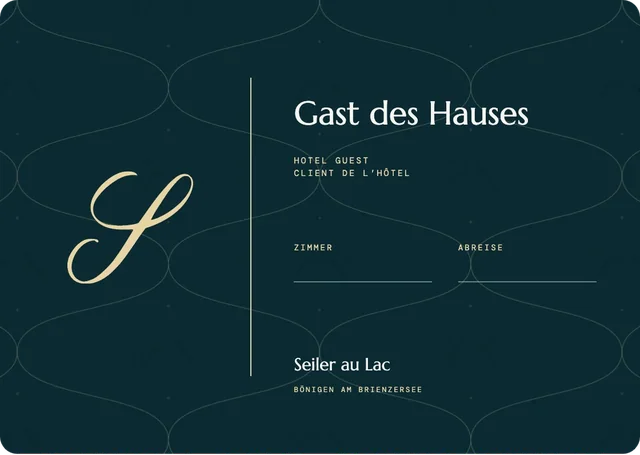 S
Gast des Hauses
HOTEL GUEST
CLIENT DE L'HÔTEL
ZIMMER
ABREISE
Seiler au Lac
BÖNIGEN AM BRIENZERSEE